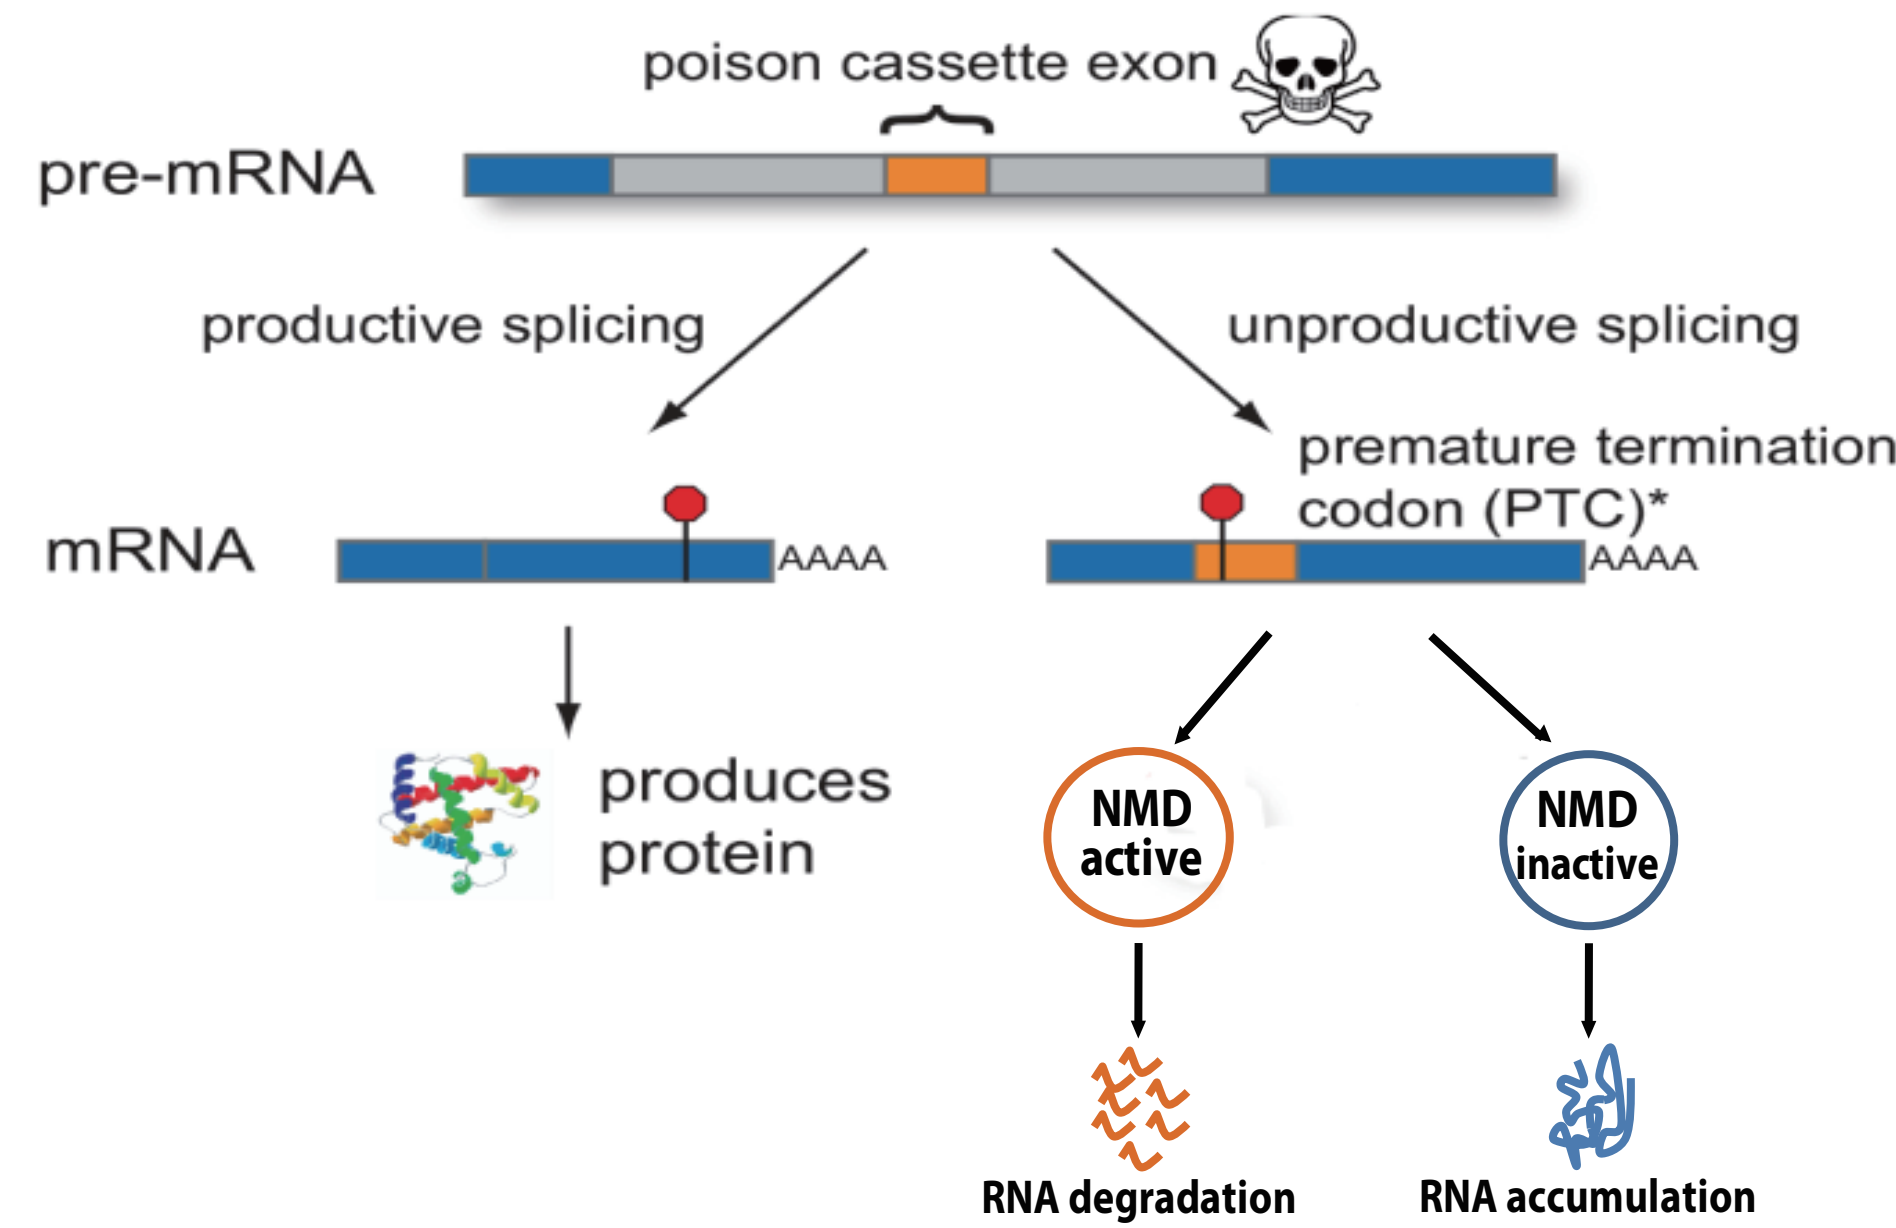 poison cassette exon
pre-mRNA
productive splicing
unproductive splicing
premature termination
codon (PTC)*
mRNA
AAAA
AAAA
produces
protein
NMD
active
NMD
inactive
RNA degradation
RNA accumulation